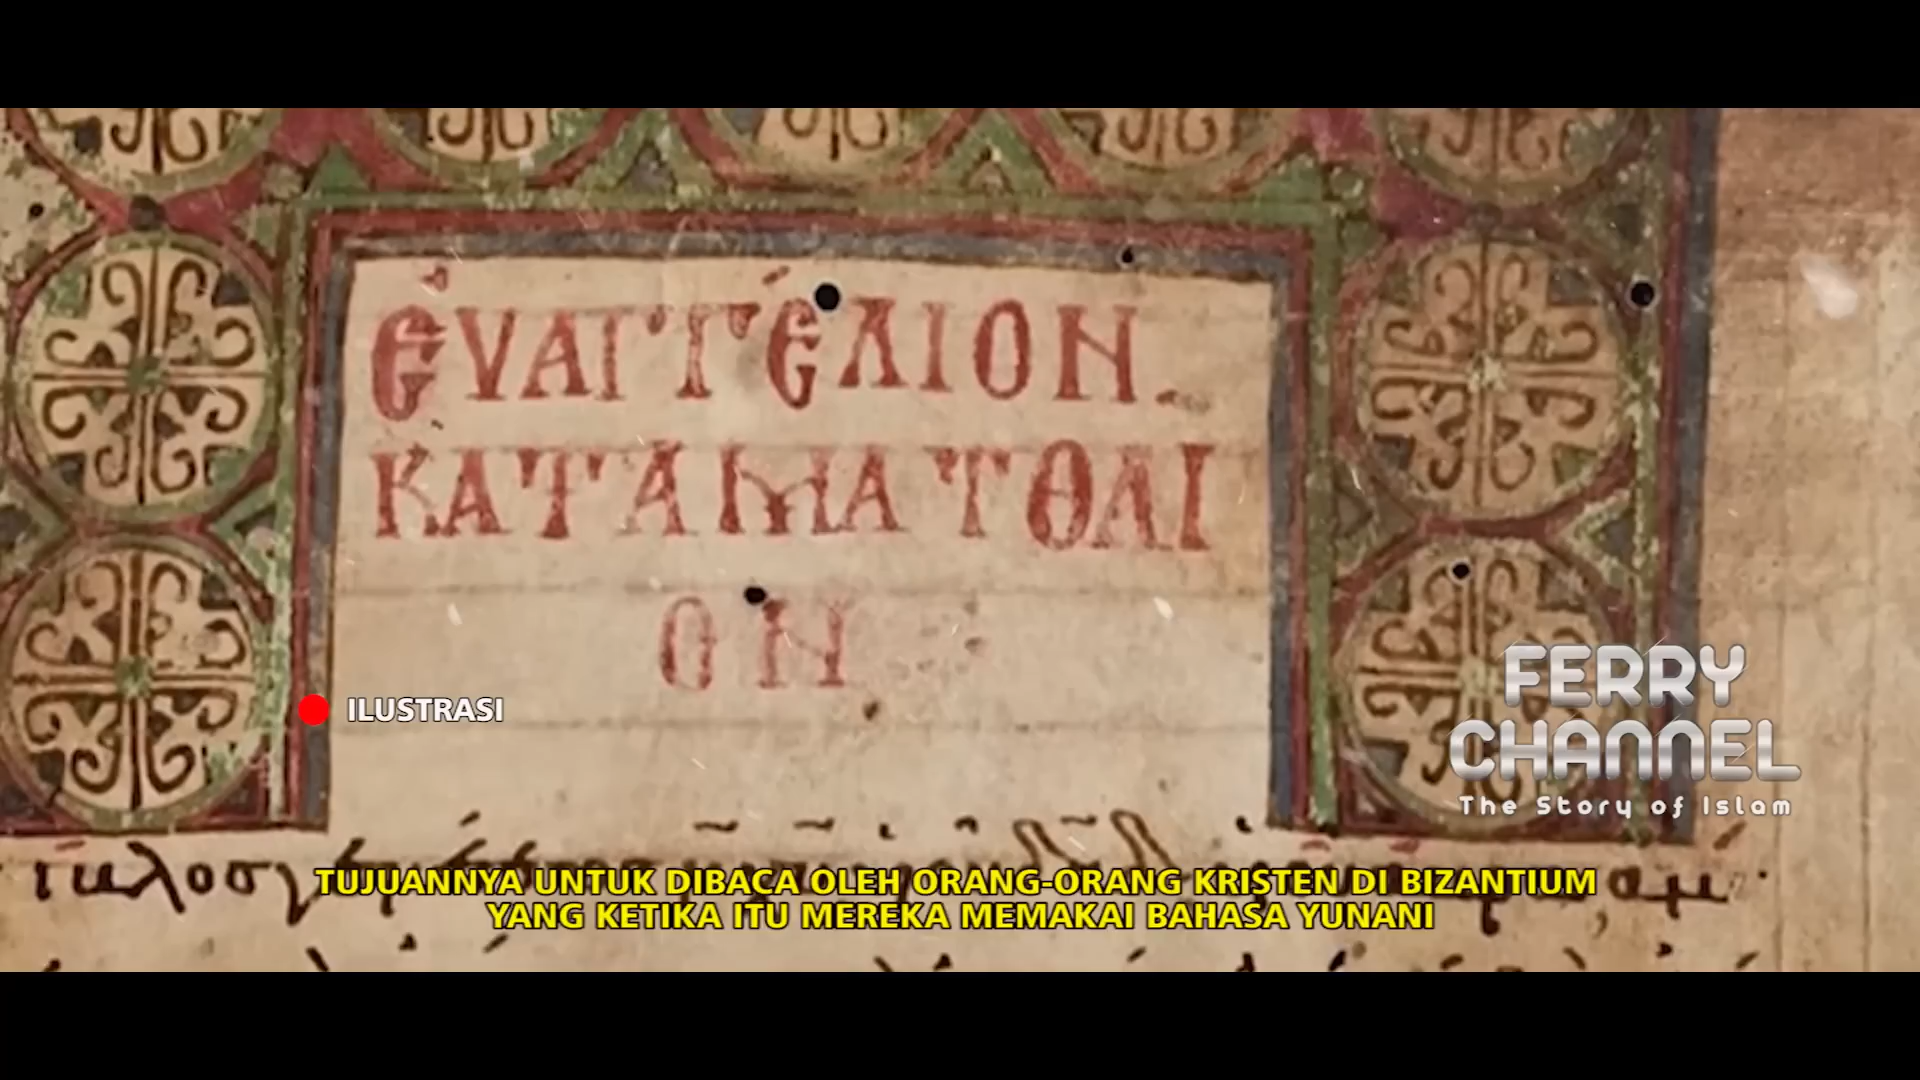 ΕΥΑΓΓΕΛΙΟΝ.
ΚΑΤΑ ΜΑΤΘΑΙ
ΟΝ
ILUSTRASI
FERRY
CHANNEL
The Story of Islam
TUJUANNYA UNTUK DIBACA OLEH ORANG-ORANG KRISTEN DI BIZANTIUM
YANG KETIKA ITU MEREKA MEMAKAI BAHASA YUNANI